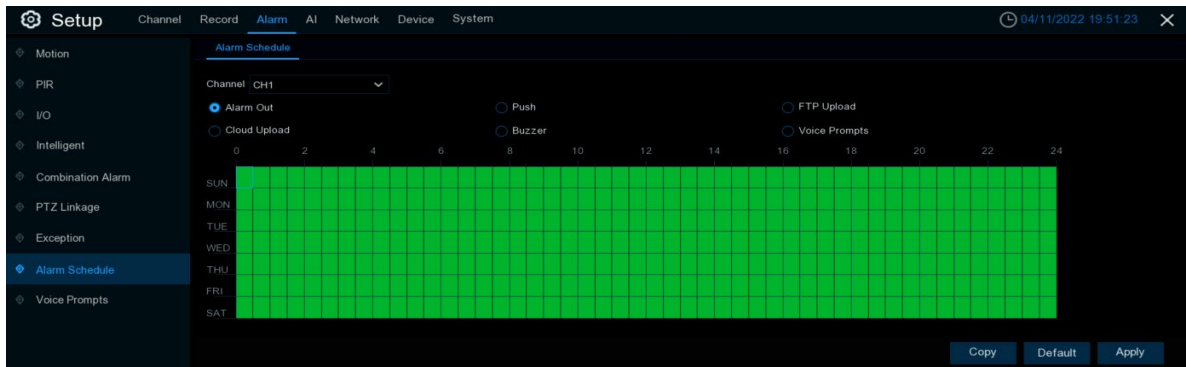 Setup Channel Record Alarm AI Network Device System 04/11/2022 19:51:23
Motion
PIR
I/O
Intelligent
Combination Alarm
PTZ Linkage
Exception
Alarm Schedule
Voice Prompts
Alarm Schedule
Channel CH1
Alarm Out Push FTP Upload
Cloud Upload Buzzer Voice Prompts
0 2 4 6 8 10 12 14 16 18 20 22 24
SUN
MON
TUE
WED
THU
FRI
SAT
Copy Default Apply